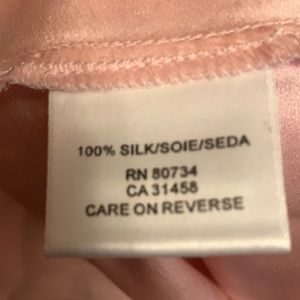 100% SILK/SOIE/SEDA
RN 80734
CA 31458
CARE ON REVERSE